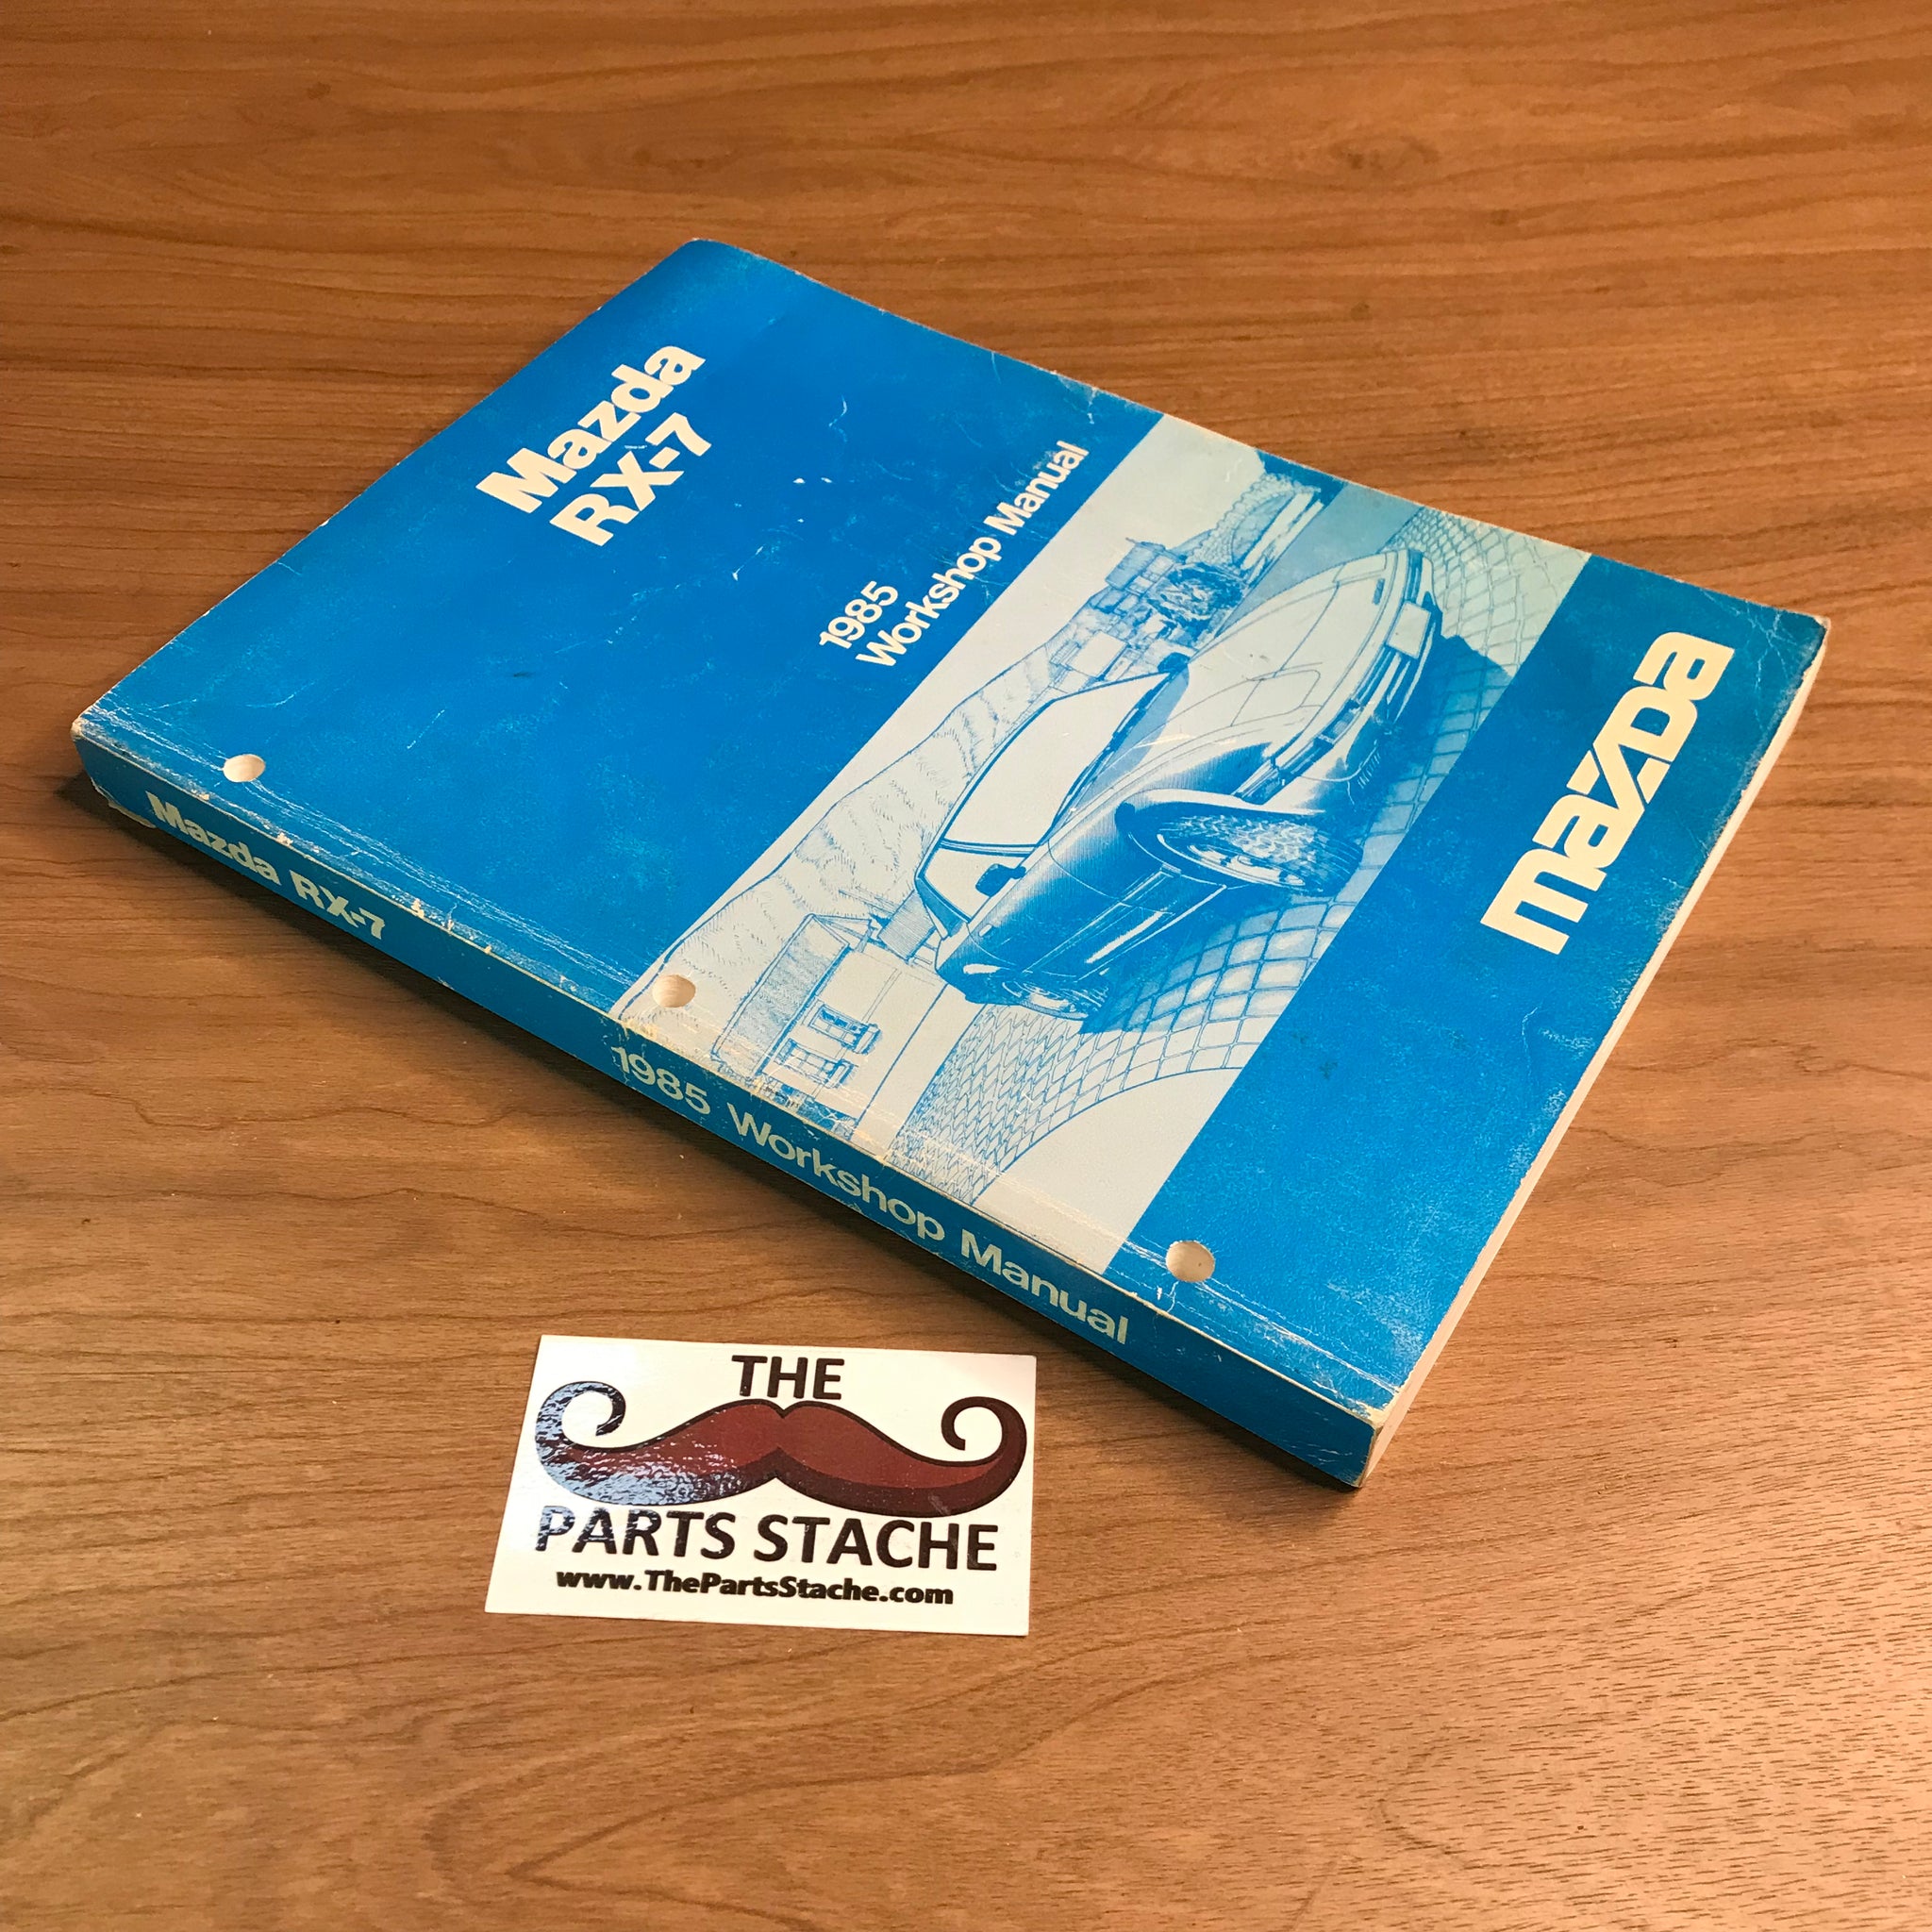 Mazda
RX-7
1985
Workshop Manual
mazda
Mazda RX-7
1985 Workshop Manual
THE
PARTS STACHE
www.ThePartsStache.com